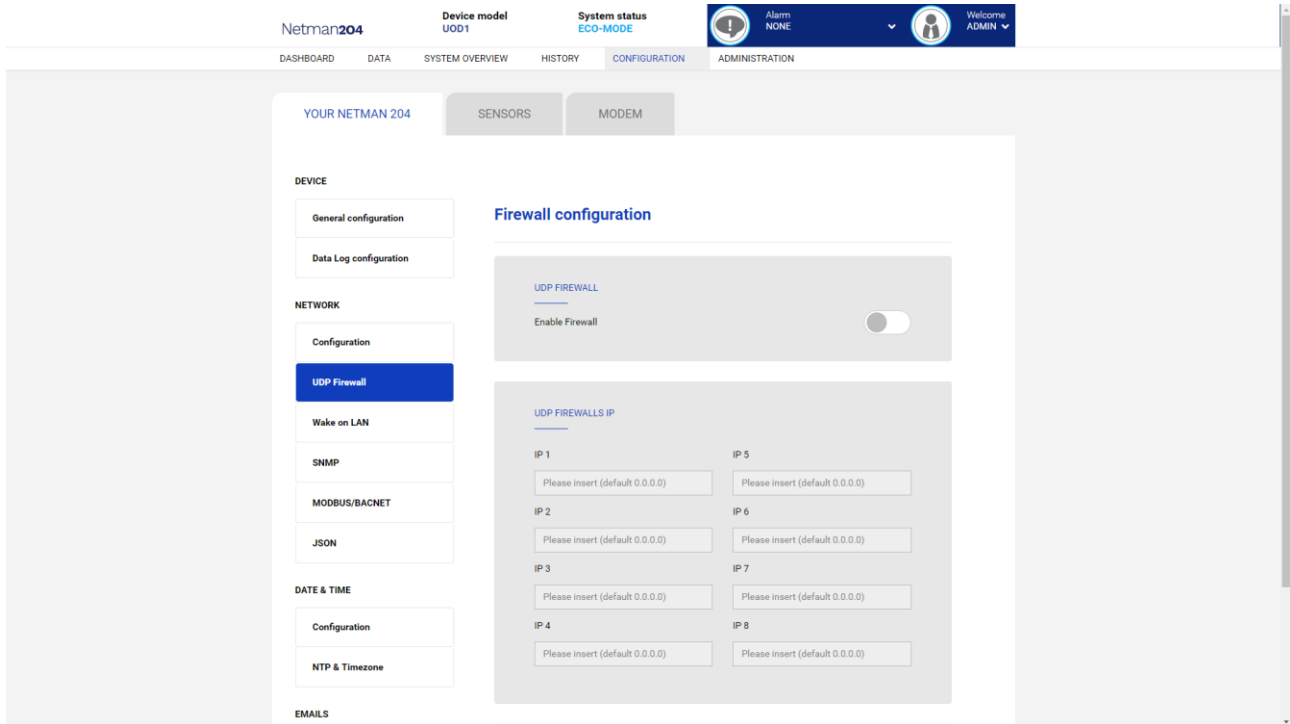 Netman204
Device model
UOD1
System status
ECO-MODE
Alarm
NONE
Welcome
ADMIN
DASHBOARD DATA SYSTEM OVERVIEW HISTORY CONFIGURATION ADMINISTRATION
YOUR NETMAN 204 SENSORS MODEM
DEVICE
General configuration
Data Log configuration
NETWORK
Configuration
UDP Firewall
Wake on LAN
SNMP
MODBUS/BACNET
JSON
DATE & TIME
Configuration
NTP & Timezone
EMAILS
Firewall configuration
UDP FIREWALL
Enable Firewall
UDP FIREWALLS IP
IP 1 IP 5
Please insert (default 0.0.0.0) Please insert (default 0.0.0.0)
IP 2 IP 6
Please insert (default 0.0.0.0) Please insert (default 0.0.0.0)
IP 3 IP 7
Please insert (default 0.0.0.0) Please insert (default 0.0.0.0)
IP 4 IP 8
Please insert (default 0.0.0.0) Please insert (default 0.0.0.0)